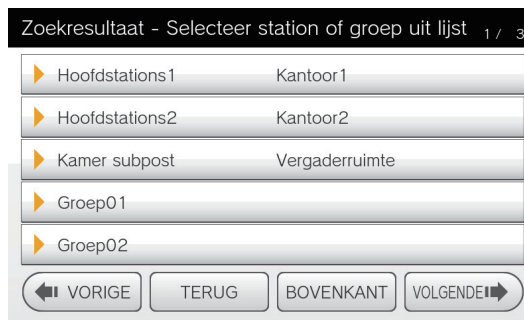 Zoekresultaat - Selecteer station of groep uit lijst 1 / 3
Hoofdstations1 Kantoor1
Hoofdstations2 Kantoor2
Kamer subpost Vergaderruimte
Groep01
Groep02
VORIGE TERUG BOVENKANT VOLGENDE